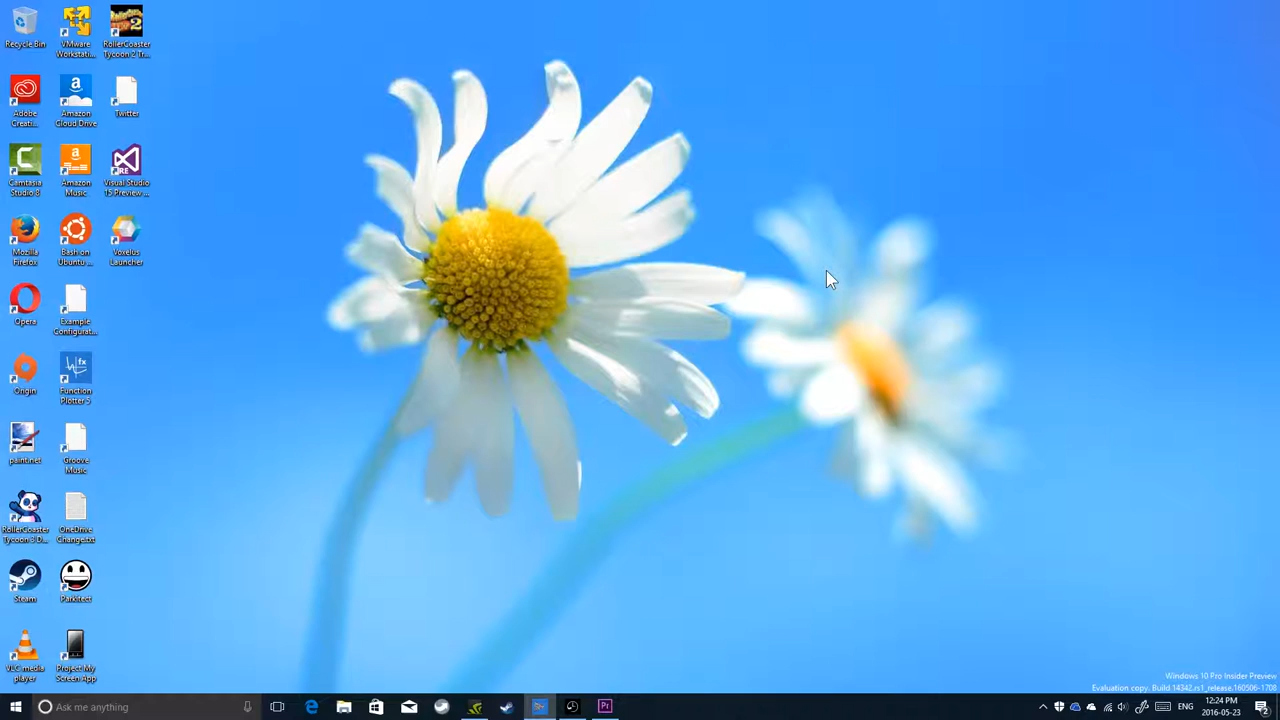 Recycle Bin
VMware
Workstati...
RollerCoaster
Tycoon 2 Tr...
Adobe
Creati...
Amazon
Cloud Drive
Twitter
Camtasia
Studio 8
Amazon
Music
Visual Studio
15 Preview ...
Mozilla
Firefox
Bash on
Ubuntu ...
Voxelus
Launcher
Opera
Example
Configurat...
Origin
Function
Plotter 5
paint.net
Groove
Music
RollerCoaster
Tycoon 3 D...
OneDrive
Change.txt
Steam
Parkitect
VLC media
player
Project My
Screen App
Windows 10 Pro Insider Preview
Evaluation copy. Build 14342.rs1_release.160506-1708
Ask me anything
ENG
12:24 PM
2016-05-23